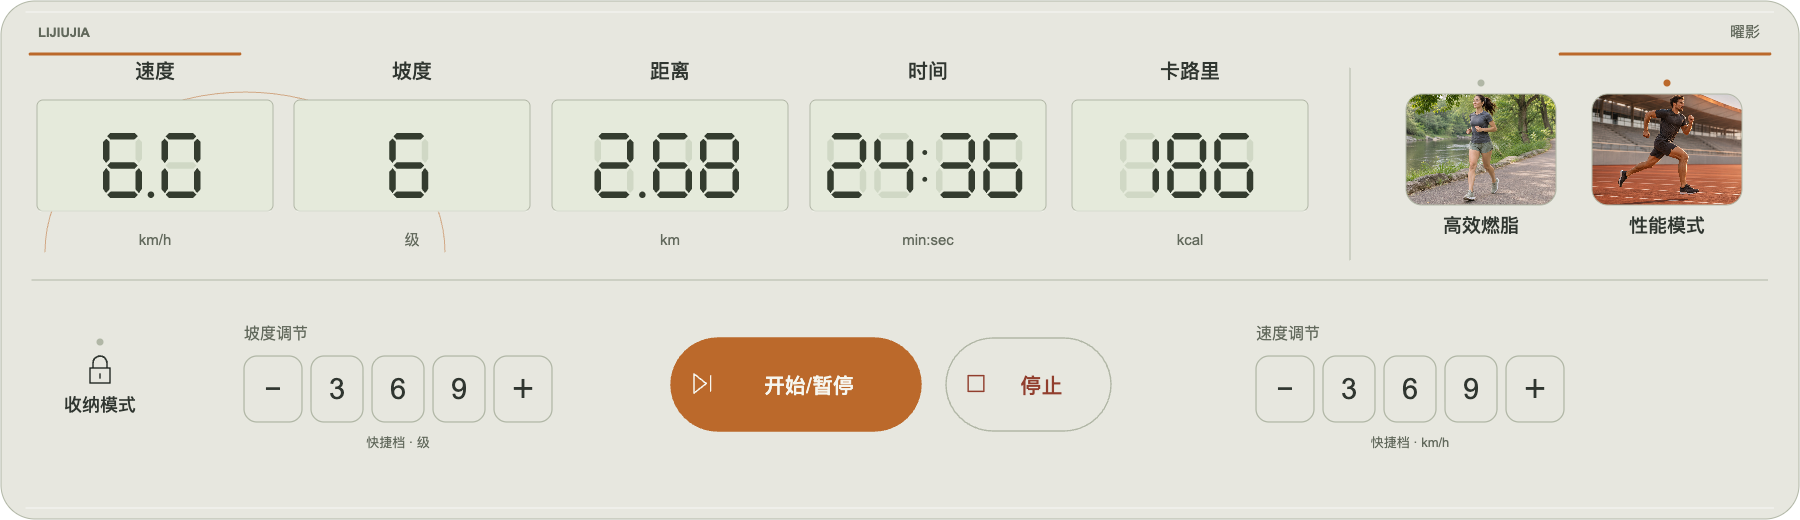 LIJIUJIA
曜影
速度
坡度
距离
时间
卡路里
6.0
6
2.68
24:36
186
km/h
级
km
min:sec
kcal
高效燃脂
性能模式
收纳模式
坡度调节
− 3 6 9 +
快捷档 · 级
开始/暂停
停止
速度调节
− 3 6 9 +
快捷档 · km/h